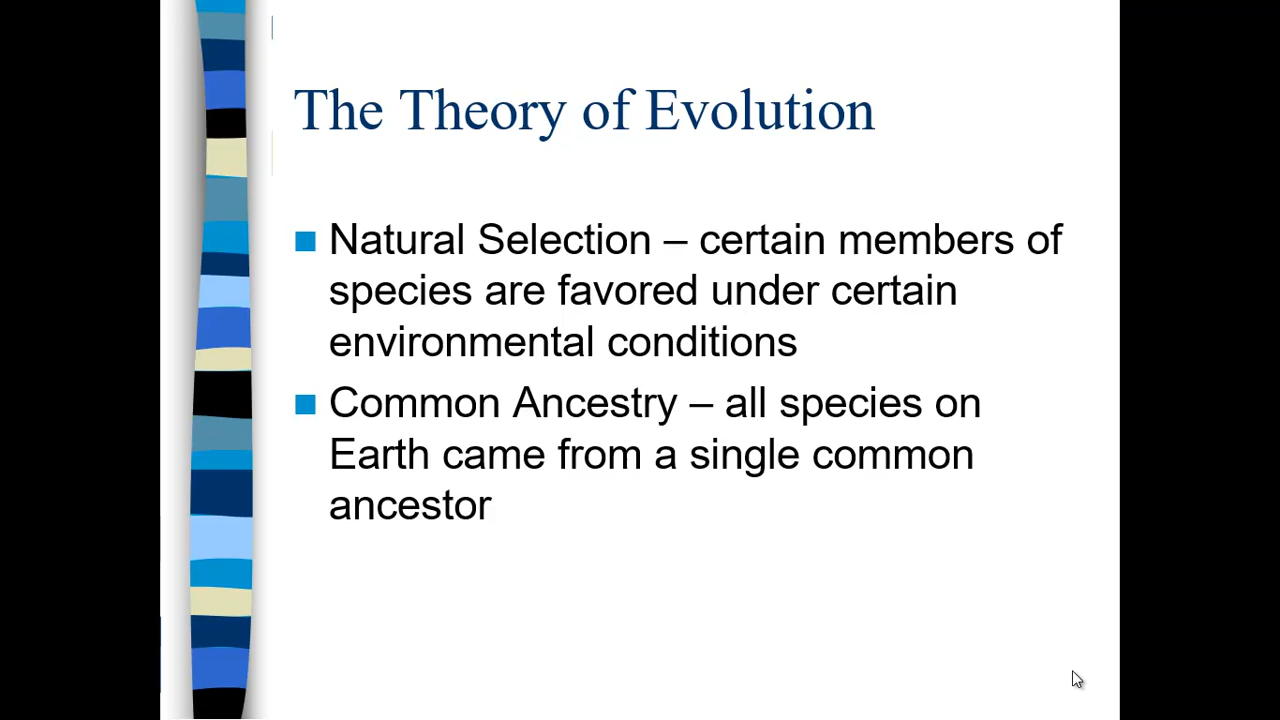 The Theory of Evolution
Natural Selection – certain members of
species are favored under certain
environmental conditions
Common Ancestry – all species on
Earth came from a single common
ancestor